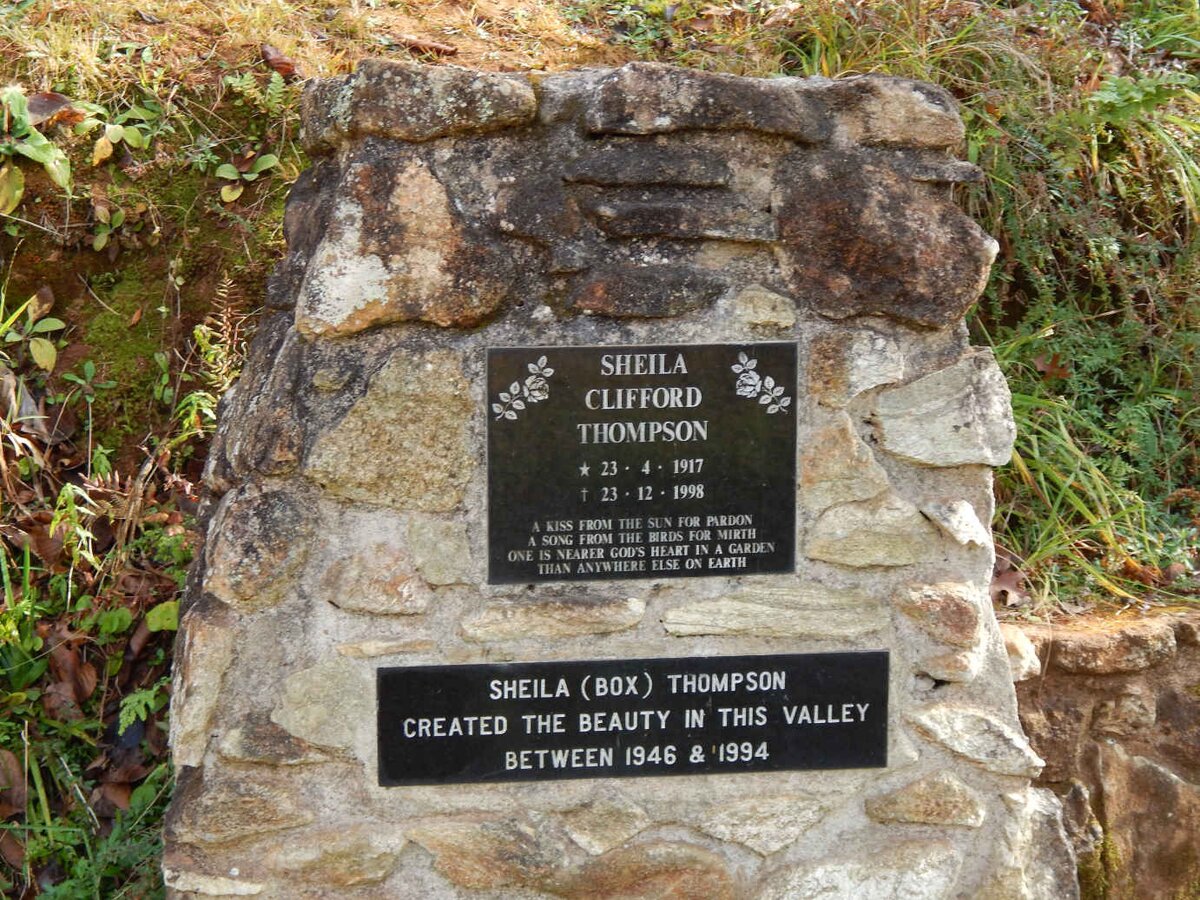 SHEILA
CLIFFORD
THOMPSON
★ 23 · 4 · 1917
† 23 · 12 · 1998
A KISS FROM THE SUN FOR PARDON
A SONG FROM THE BIRDS FOR MIRTH
ONE IS NEARER GOD'S HEART IN A GARDEN
THAN ANYWHERE ELSE ON EARTH
SHEILA (BOX) THOMPSON
CREATED THE BEAUTY IN THIS VALLEY
BETWEEN 1946 & 1994